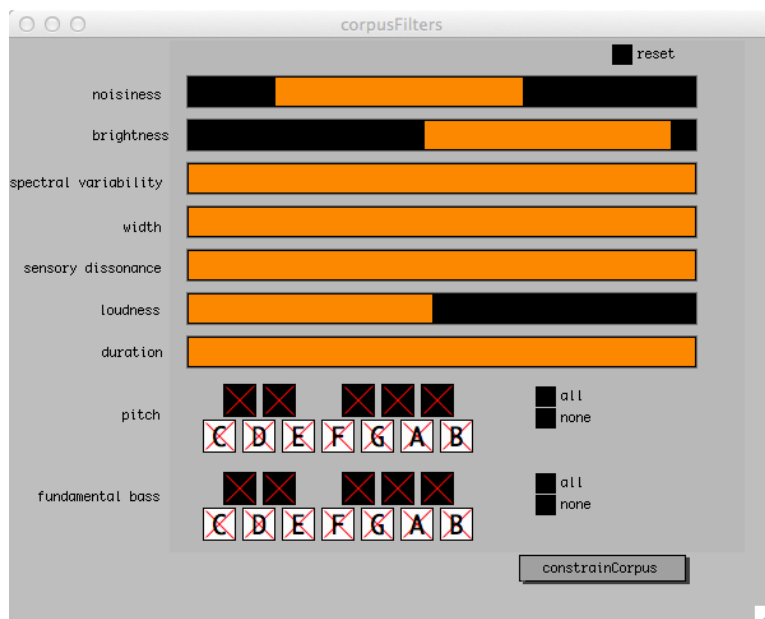 corpusFilters
reset
noisiness
brightness
spectral variability
width
sensory dissonance
loudness
duration
pitch
C D E F G A B
all
none
fundamental bass
C D E F G A B
all
none
constrainCorpus